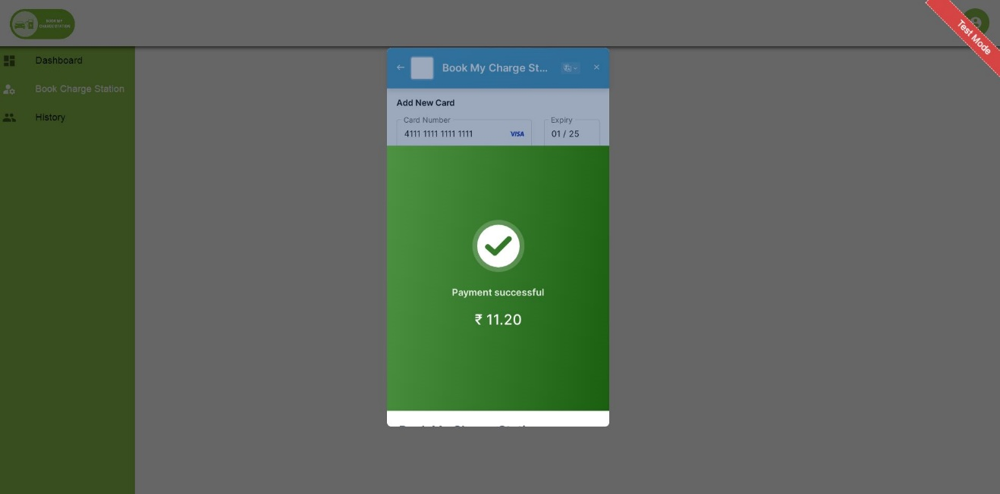 BOOK MY
CHARGE STATION
Test Mode
Dashboard
Book Charge Station
History
Book My Charge St...
Add New Card
Card Number
4111 1111 1111 1111
VISA
Expiry
01 / 25
Payment successful
₹ 11.20